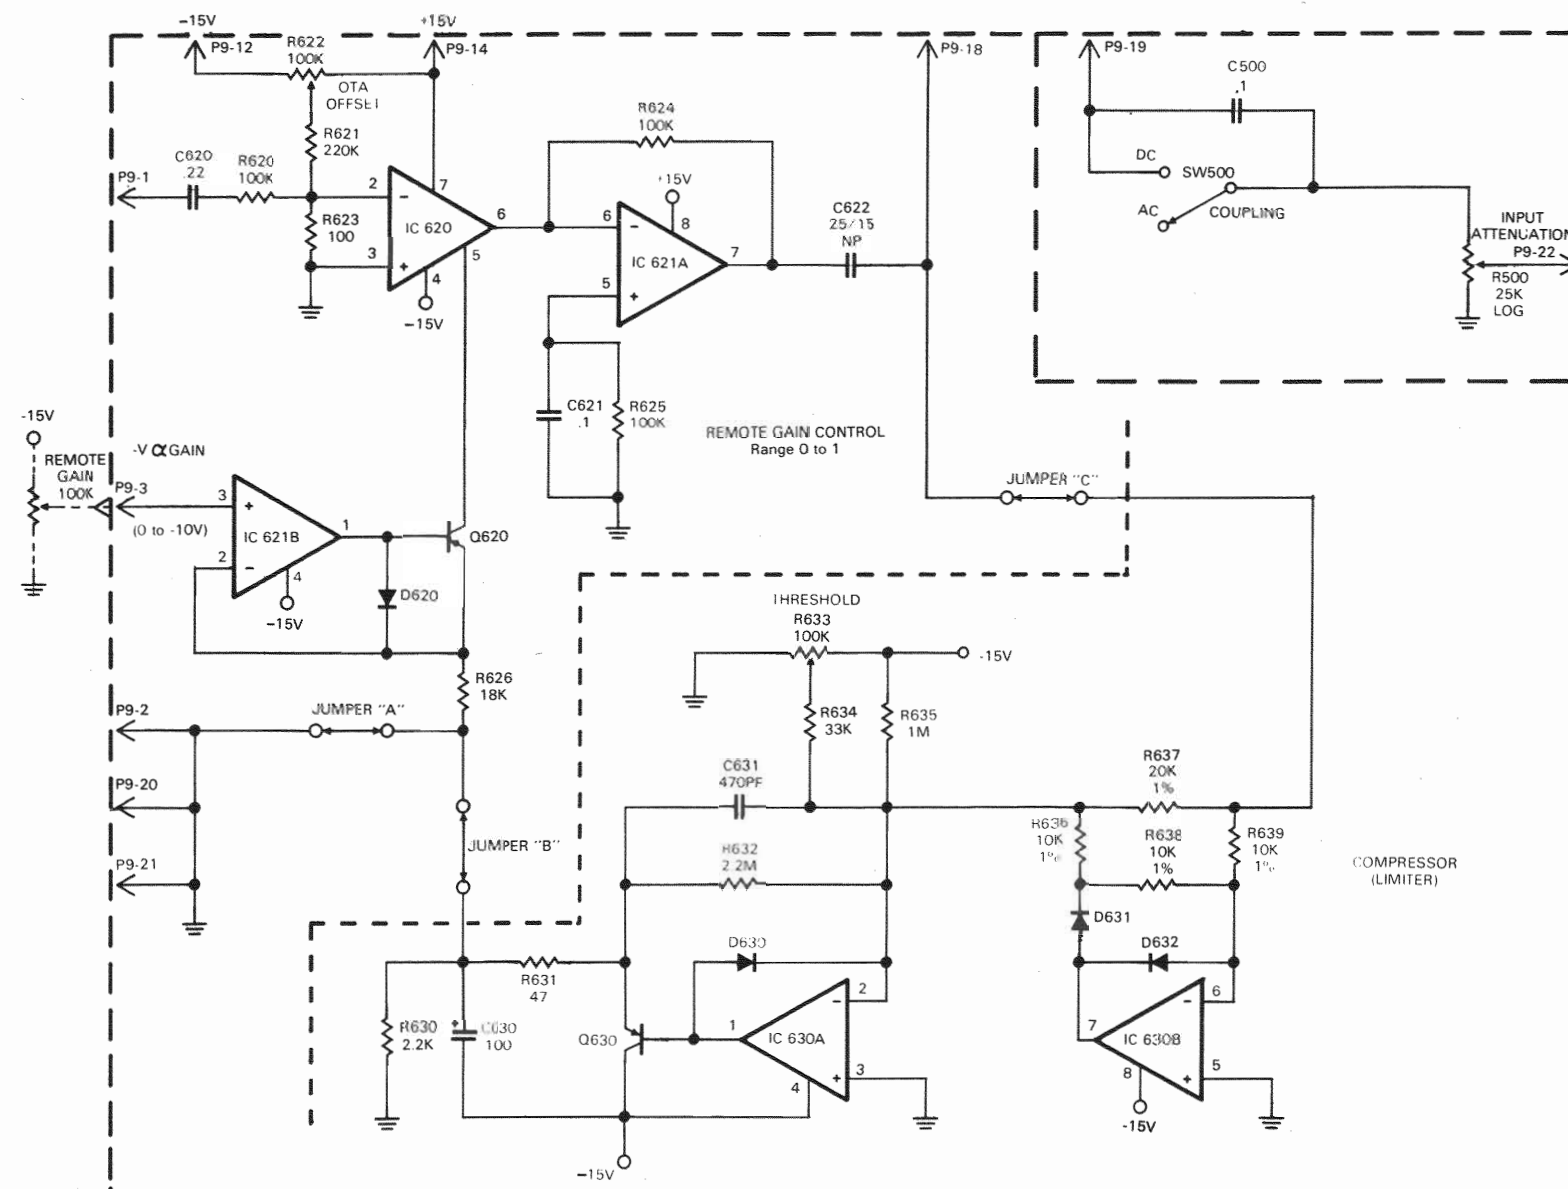 -15V
P9-12
R622
100K
OTA
OFFSET
+15V
P9-14
R621
220K
C620
.22
R620
100K
P9-1
R623
100
2
3
7
6
5
4
IC 620
-15V
R624
100K
+15V
8
6
5
7
IC 621A
C622
25/15
NP
P9-18
C621
.1
R625
100K
REMOTE GAIN CONTROL
Range 0 to 1
P9-19
C500
.1
DC
SW500
AC
COUPLING
INPUT
ATTENUATION
P9-22
R500
25K
LOG
-15V
REMOTE
GAIN
100K
-V α GAIN
P9-3
(0 to -10V)
3
2
1
4
IC 621B
-15V
D620
Q620
R626
18K
P9-2
JUMPER "A"
P9-20
P9-21
JUMPER "B"
JUMPER "C"
THRESHOLD
R633
100K
-15V
R634
33K
R635
1M
C631
470PF
R632
2.2M
D630
R631
47
R630
2.2K
C630
+
100
Q630
1
2
3
4
IC 630A
-15V
R637
20K
1%
R636
10K
1%
R638
10K
1%
R639
10K
1%
D631
D632
7
6
5
8
IC 630B
-15V
COMPRESSOR
(LIMITER)